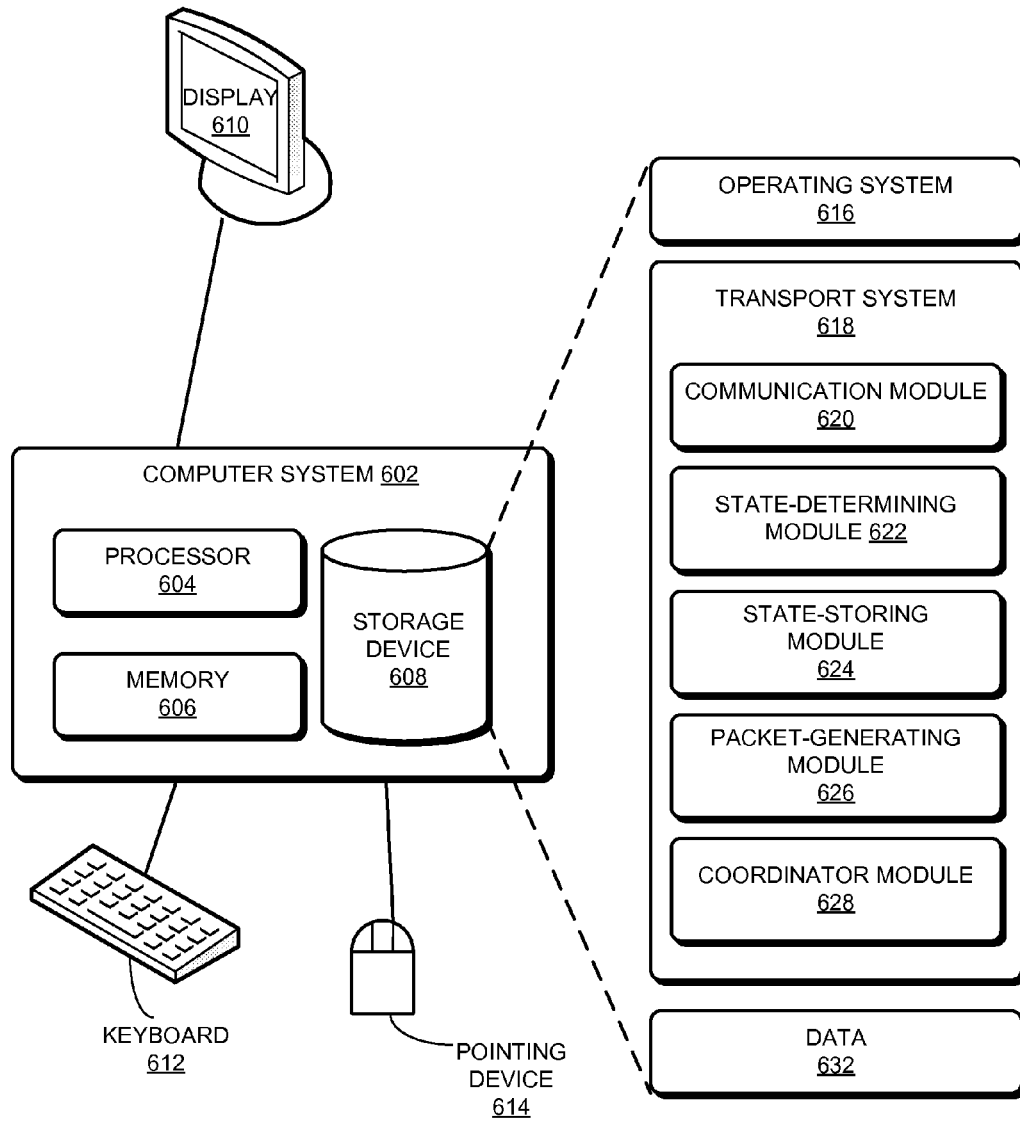 DISPLAY
610
OPERATING SYSTEM
616
TRANSPORT SYSTEM
618
COMMUNICATION MODULE
620
STATE-DETERMINING
MODULE 622
STATE-STORING
MODULE
624
PACKET-GENERATING
MODULE
626
COORDINATOR MODULE
628
DATA
632
COMPUTER SYSTEM 602
PROCESSOR
604
MEMORY
606
STORAGE
DEVICE
608
KEYBOARD
612
POINTING
DEVICE
614